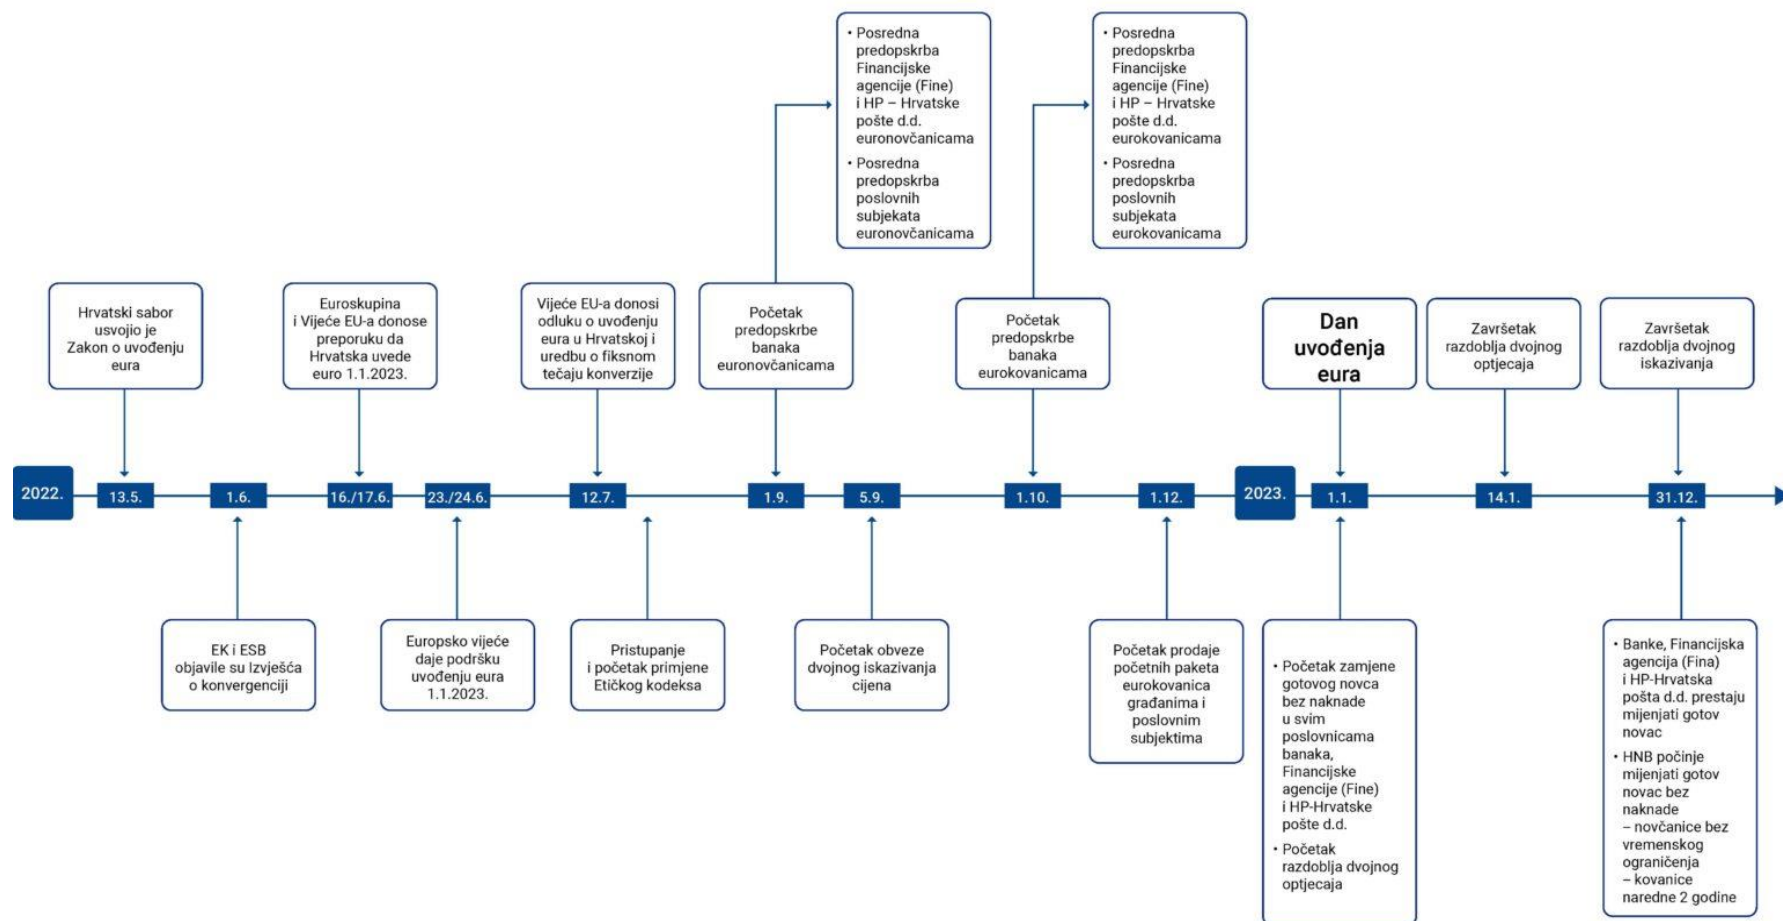 • Posredna
predopskrba
Financijske
agencije (Fine)
i HP – Hrvatske
pošte d.d.
euronovčanicama
• Posredna
predopskrba
poslovnih
subjekata
euronovčanicama
• Posredna
predopskrba
Financijske
agencije (Fine)
i HP – Hrvatske
pošte d.d.
eurokovanicama
• Posredna
predopskrba
poslovnih
subjekata
eurokovanicama
Hrvatski sabor
usvojio je
Zakon o uvođenju
eura
Euroskupina
i Vijeće EU-a donose
preporuku da
Hrvatska uvede
euro 1.1.2023.
Vijeće EU-a donosi
odluku o uvođenju
eura u Hrvatskoj i
uredbu o fiksnom
tečaju konverzije
Početak
predopskrbe
banaka
euronovčanicama
Početak
predopskrbe
banaka
eurokovanicama
Dan
uvođenja
eura
Završetak
razdoblja dvojnog
optjecaja
Završetak
razdoblja dvojnog
iskazivanja
2022.
13.5.
1.6.
16./17.6.
23./24.6.
12.7.
1.9.
5.9.
1.10.
1.12.
2023.
1.1.
14.1.
31.12.
EK i ESB
objavile su Izvješća
o konvergenciji
Europsko vijeće
daje podršku
uvođenju eura
1.1.2023.
Pristupanje
i početak primjene
Etičkog kodeksa
Početak obveze
dvojnog iskazivanja
cijena
Početak prodaje
početnih paketa
eurokovanica
građanima i
poslovnim
subjektima
• Početak zamjene
gotovog novca
bez naknade
u svim
poslovnicama
banaka,
Financijske
agencije (Fine)
i HP-Hrvatske
pošte d.d.
• Početak
razdoblja dvojnog
optjecaja
• Banke, Financijska
agencija (Fina)
i HP-Hrvatska
pošta d.d. prestaju
mijenjati gotov
novac
• HNB počinje
mijenjati gotov
novac bez
naknade
– novčanice bez
vremenskog
ograničenja
– kovanice
naredne 2 godine